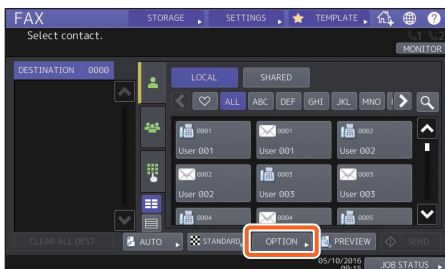 FAX STORAGE SETTINGS TEMPLATE
Select contact.
MONITOR
DESTINATION 0000
LOCAL SHARED
ALL ABC DEF GHI JKL MNO
0001 0001 0002
User 001 User 001 User 002
0002 0003 0003
User 002 User 003 User 003
0004 0004 0005
CLEAR ALL DEST. AUTO STANDARD OPTION PREVIEW SEND
05/10/2016
09:15 JOB STATUS